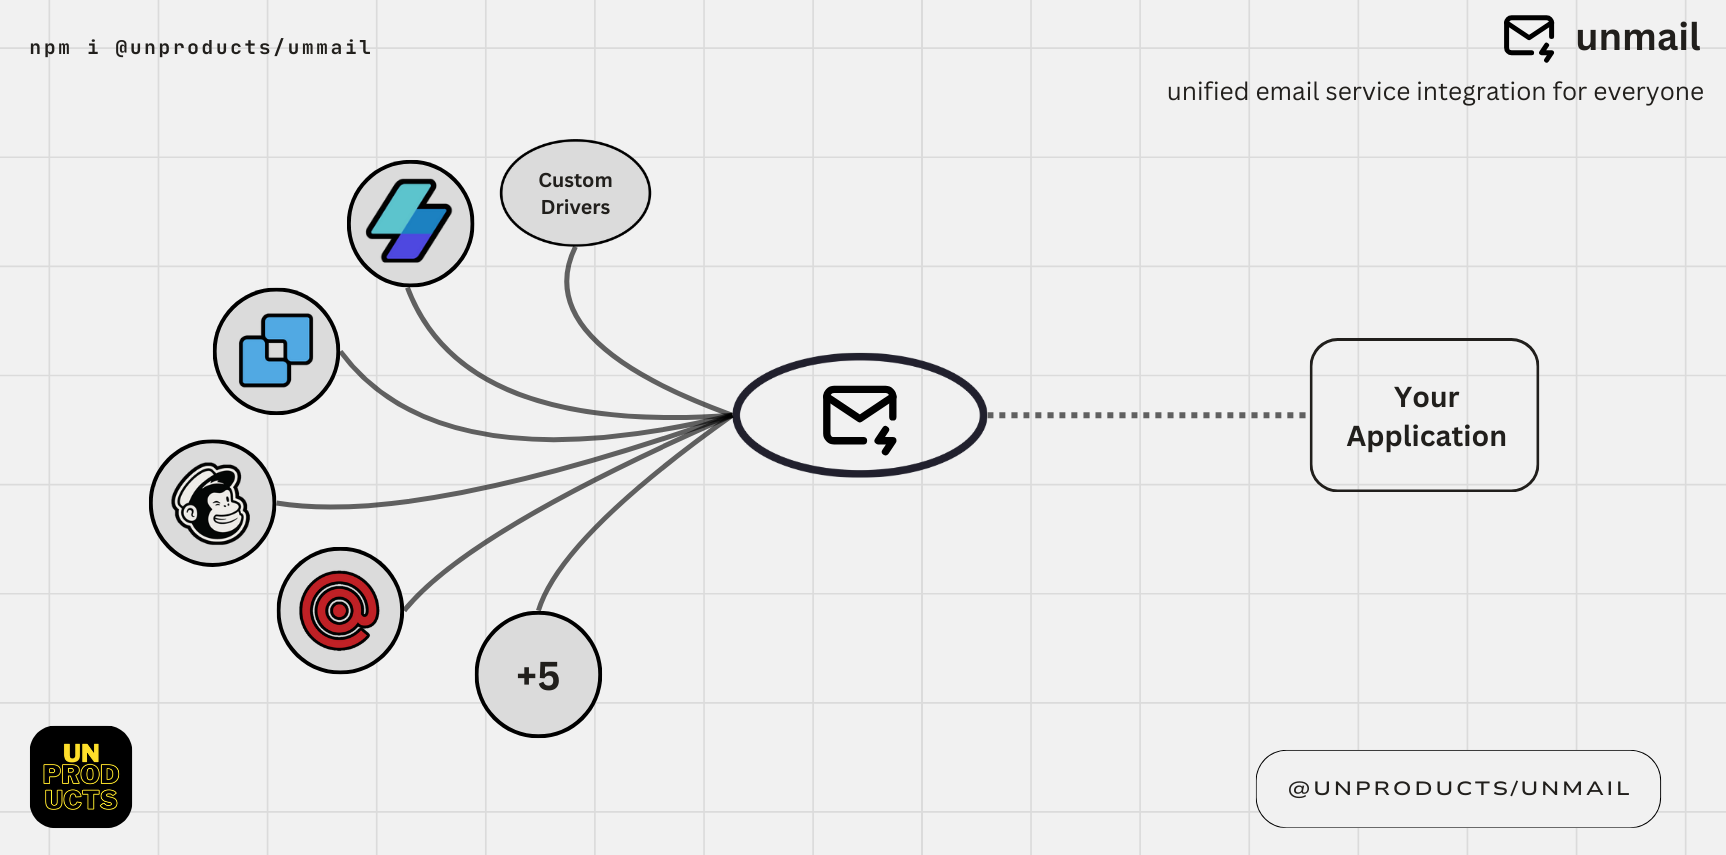 npm i @unproducts/ummail
unmail
unified email service integration for everyone
Custom
Drivers
Your
Application
+5
UN
PROD
UCTS
@UNPRODUCTS/UNMAIL